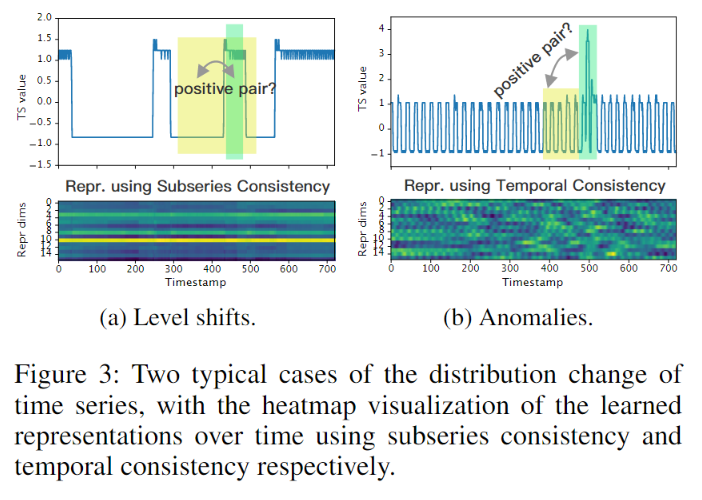 2.0
1.5
1.0
0.5
0.0
−0.5
−1.0
−1.5
TS value
positive pair?
Repr. using Subseries Consistency
0
2
4
6
8
10
12
14
Repr dims
0 100 200 300 400 500 600 700
Timestamp
(a) Level shifts.
4
3
2
1
0
−1
TS value
positive pair?
Repr. using Temporal Consistency
0
2
4
6
8
10
12
14
Repr dims
0 100 200 300 400 500 600 700
Timestamp
(b) Anomalies.
Figure 3: Two typical cases of the distribution change of
time series, with the heatmap visualization of the learned
representations over time using subseries consistency and
temporal consistency respectively.